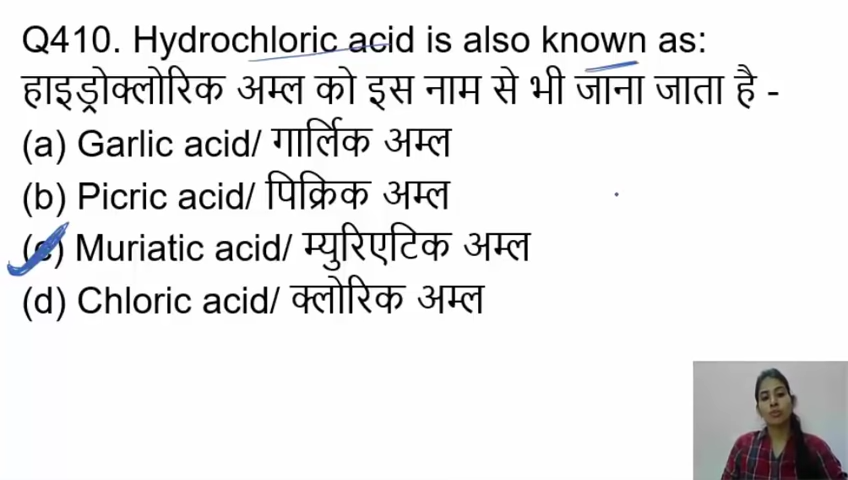 Q410. Hydrochloric acid is also known as:
हाइड्रोक्लोरिक अम्ल को इस नाम से भी जाना जाता है -
(a) Garlic acid/ गार्लिक अम्ल
(b) Picric acid/ पिक्रिक अम्ल
(c) Muriatic acid/ म्युरिएटिक अम्ल
(d) Chloric acid/ क्लोरिक अम्ल